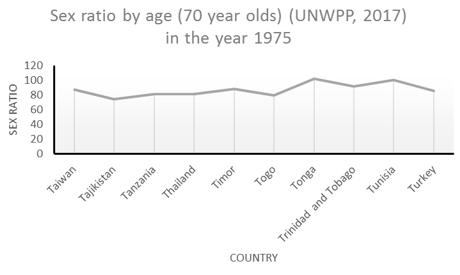 Sex ratio by age (70 year olds) (UNWPP, 2017)
in the year 1975
SEX RATIO
120
100
80
60
40
20
0
Taiwan
Tajikistan
Tanzania
Thailand
Timor
Togo
Tonga
Trinidad and Tobago
Tunisia
Turkey
COUNTRY